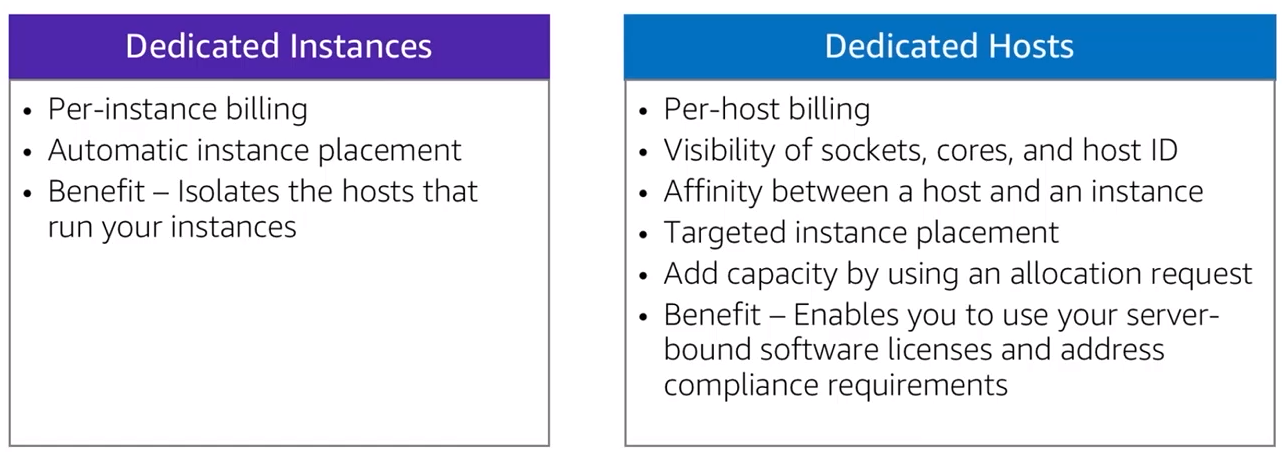 Dedicated Instances
• Per-instance billing
• Automatic instance placement
• Benefit – Isolates the hosts that
run your instances
Dedicated Hosts
• Per-host billing
• Visibility of sockets, cores, and host ID
• Affinity between a host and an instance
• Targeted instance placement
• Add capacity by using an allocation request
• Benefit – Enables you to use your server-
bound software licenses and address
compliance requirements